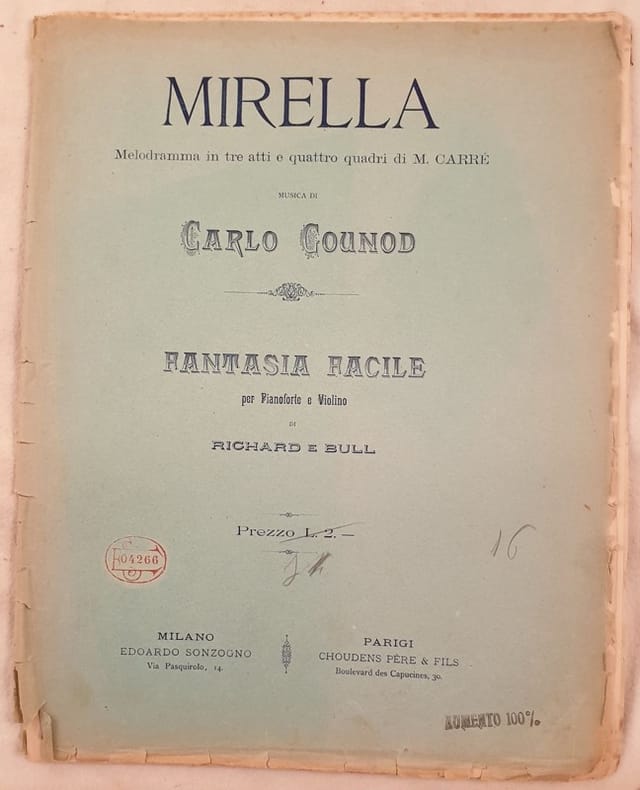 MIRELLA
Melodramma in tre atti e quattro quadri di M. CARRÉ
MUSICA DI
CARLO GOUNOD
FANTASIA FACILE
per Pianoforte e Violino
DI
RICHARD E BULL
Prezzo L. 2. —
16
04266
MILANO
EDOARDO SONZOGNO
Via Pasquirolo, 14.
PARIGI
CHOUDENS PÈRE & FILS
Boulevard des Capucines, 30.
AUMENTO 100%